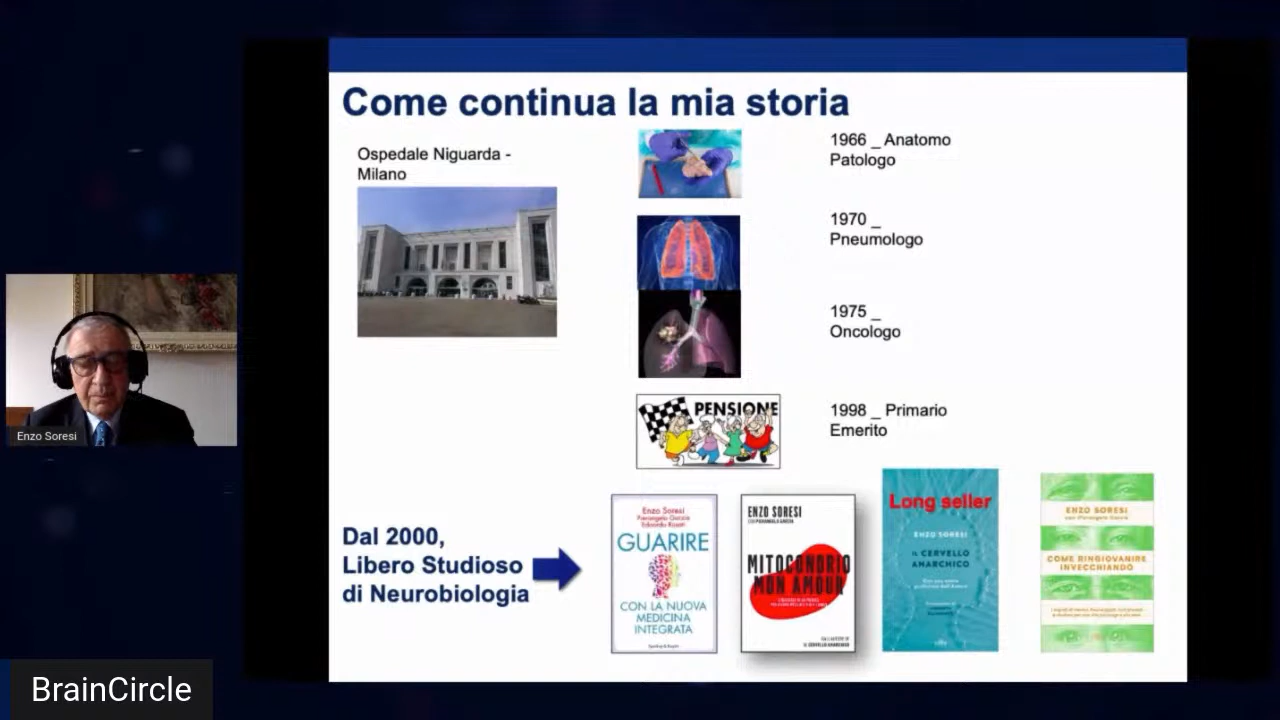 Come continua la mia storia
Ospedale Niguarda -
Milano
1966 _ Anatomo
Patologo
1970 _
Pneumologo
1975 _
Oncologo
PENSIONE
1998 _ Primario
Emerito
Enzo Soresi
Dal 2000,
Libero Studioso
di Neurobiologia
Enzo Soresi
Pierangelo Garzia
Edoardo Rosati
GUARIRE
CON LA NUOVA
MEDICINA
INTEGRATA
Sperling & Kupfer
ENZO SORESI
CON PIERANGELO GARZIA
MITOCONDRIO
MON AMOUR
DALL'AUTORE DI
IL CERVELLO ANARCHICO
Long seller
ENZO SORESI
IL CERVELLO
ANARCHICO
ENZO SORESI
con Pierangelo Garzia
COME RINGIOVANIRE
INVECCHIANDO
BrainCircle